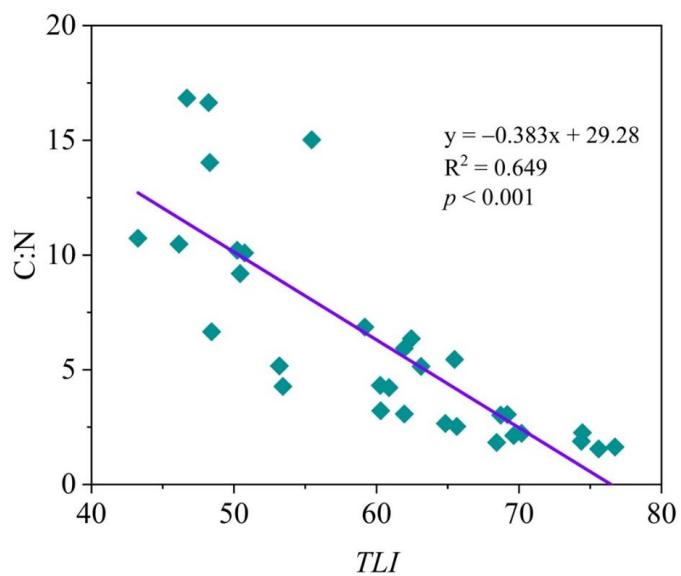 20
15
10
5
0
C:N
y = –0.383x + 29.28
R² = 0.649
p < 0.001
40 50 60 70 80
TLI